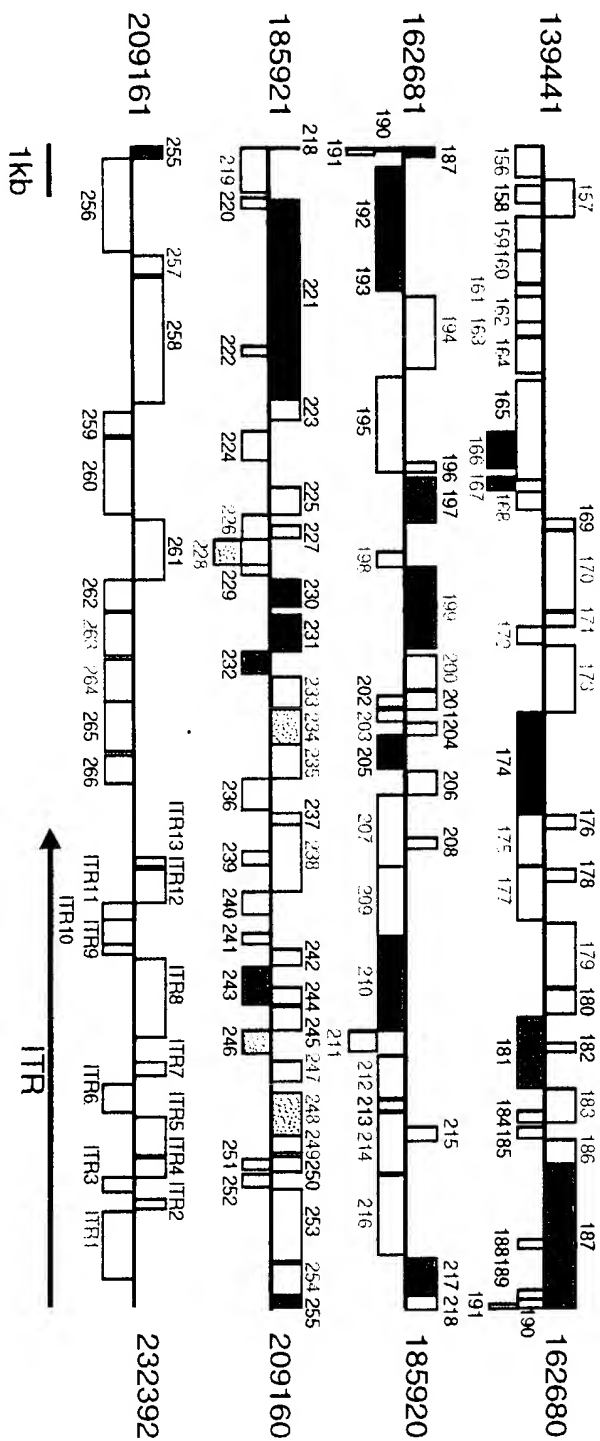 157 169 170 171 173 176 178 179 180 182 183 186 187
139441 162680
156 158 159 160 162 164 165 166 167 168 172 174 175 177 181 184 185 188 189 190
161 163 191
187 194 196 197 199 200 201 204 206 208 215 217 218
162681 185920
190 191 192 193 195 198 202 203 205 207 209 210 211 212 213 214 216
218 221 223 225 227 230 231 233 234 235 237 238 242 244 245 247 248 249 250 253 254 255
185921 209160
219 220 222 224 226 228 229 232 236 239 240 241 243 246 251 252
255 257 258 261 ITR13 ITR12 ITR8 ITR7 ITR5 ITR4 ITR2
209161 232392
256 259 260 262 263 264 265 266 ITR11 ITR9 ITR6 ITR3 ITR1
ITR10
1kb
ITR